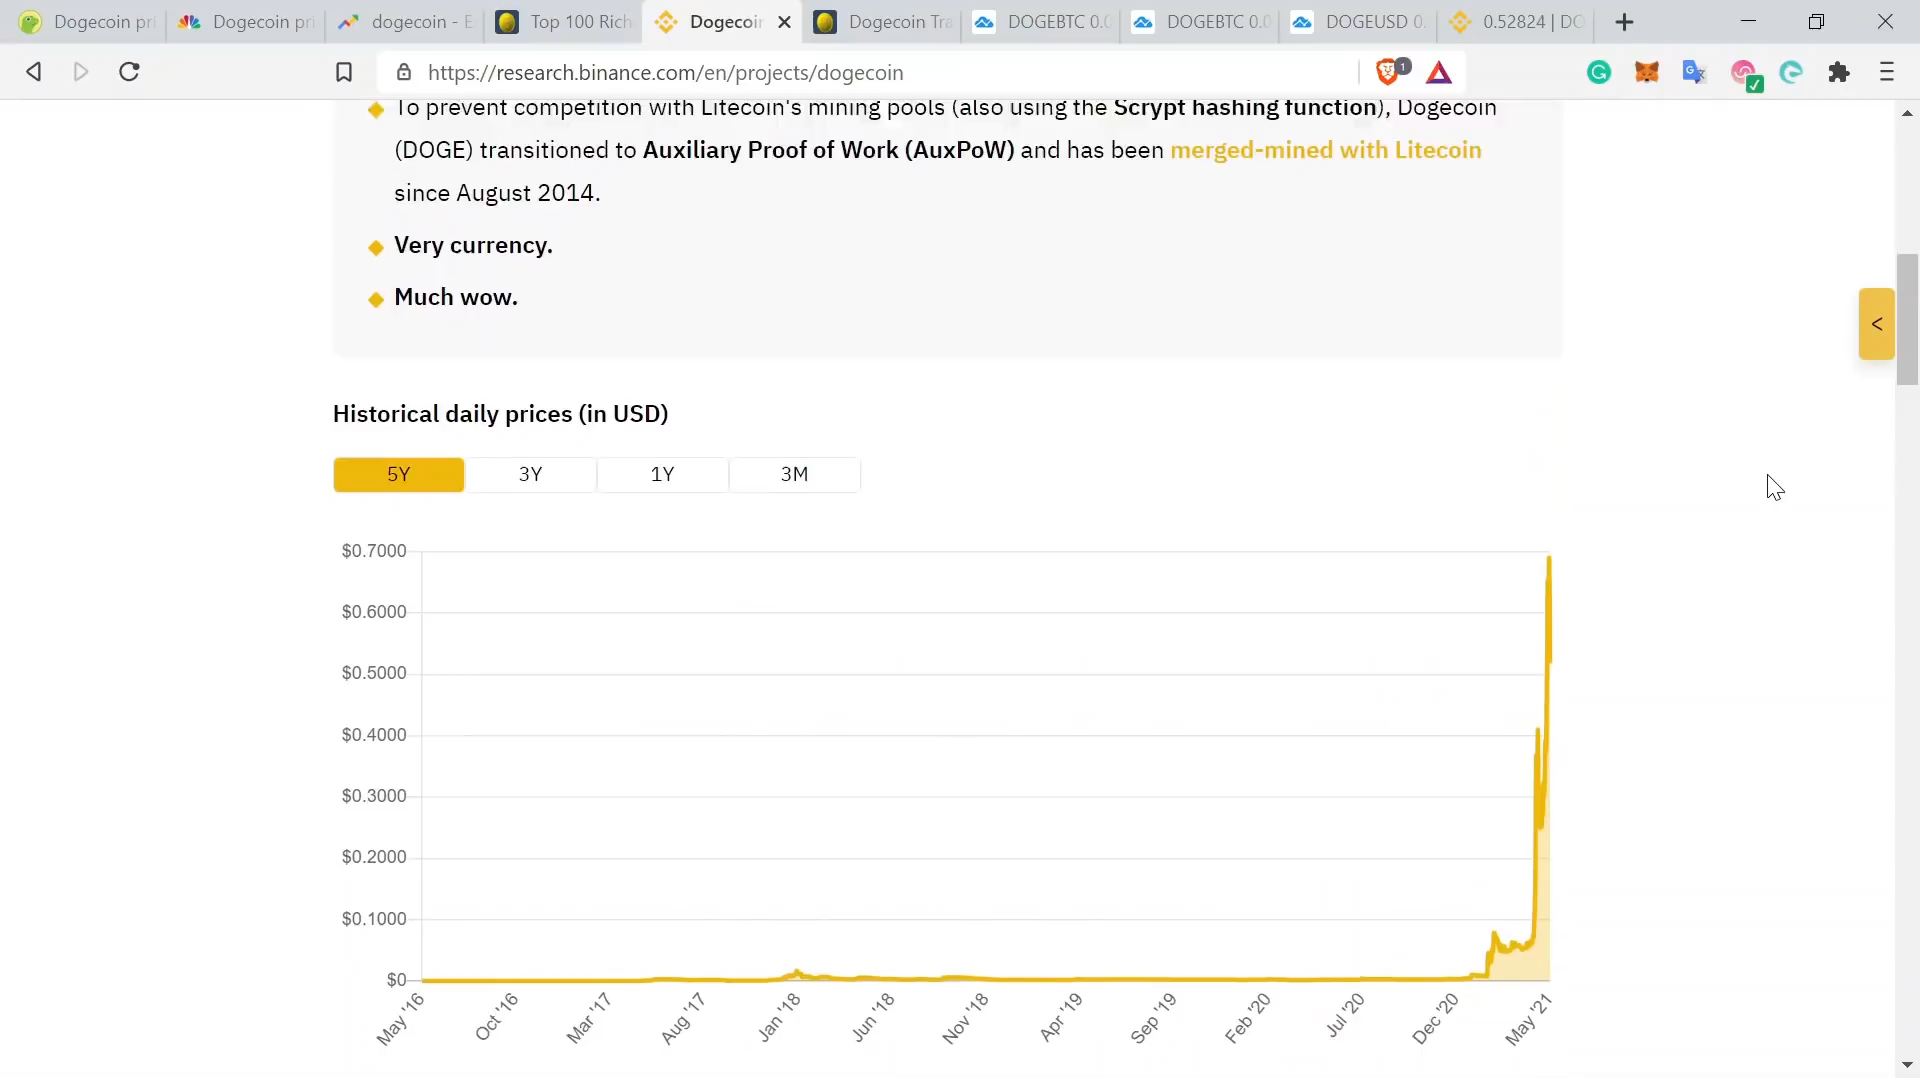 Dogecoin pri
Dogecoin pri
dogecoin - E
Top 100 Rich
Dogecoin
Dogecoin Tra
DOGEBTC 0.0
DOGEBTC 0.0
DOGEUSD 0.
0.52824 | DO
https://research.binance.com/en/projects/dogecoin
1
To prevent competition with Litecoin's mining pools (also using the Scrypt hashing function), Dogecoin
(DOGE) transitioned to Auxiliary Proof of Work (AuxPoW) and has been merged-mined with Litecoin
since August 2014.
Very currency.
Much wow.
<
Historical daily prices (in USD)
5Y 3Y 1Y 3M
$0.7000
$0.6000
$0.5000
$0.4000
$0.3000
$0.2000
$0.1000
$0
May '16 Oct '16 Mar '17 Aug '17 Jan '18 Jun '18 Nov '18 Apr '19 Sep '19 Feb '20 Jul '20 Dec '20 May '21